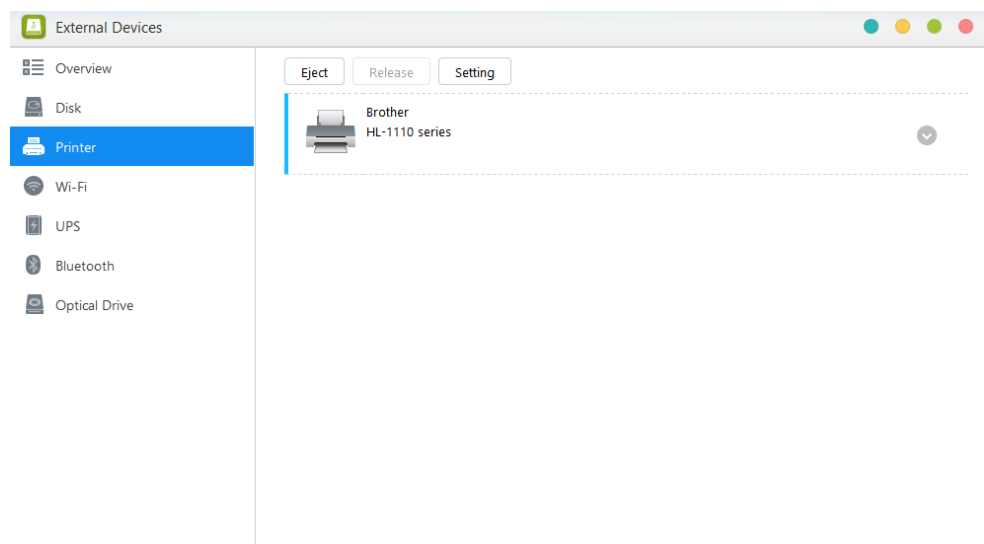 External Devices
Overview
Disk
Printer
Wi-Fi
UPS
Bluetooth
Optical Drive
Eject Release Setting
Brother
HL-1110 series